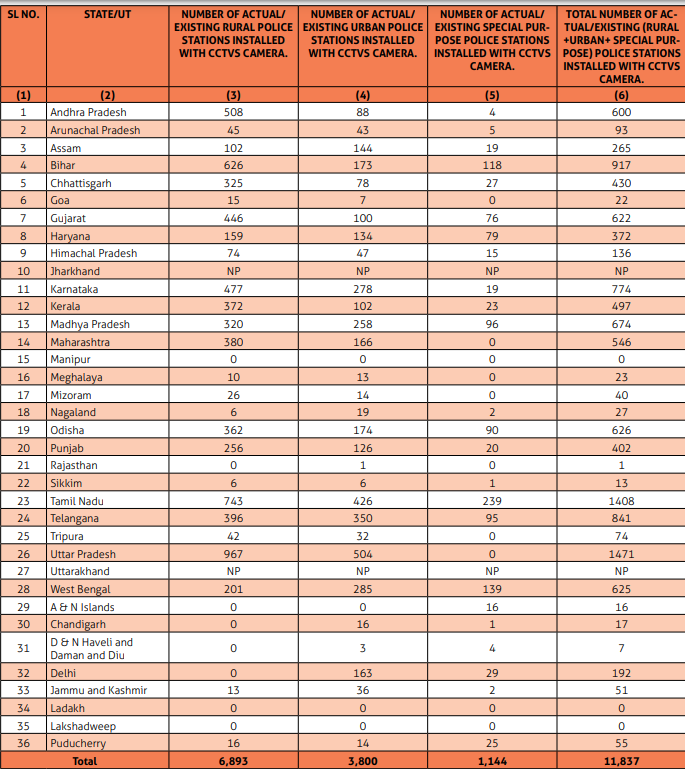 SL NO. STATE/UT NUMBER OF ACTUAL/ EXISTING RURAL POLICE STATIONS INSTALLED WITH CCTVS CAMERA. NUMBER OF ACTUAL/ EXISTING URBAN POLICE STATIONS INSTALLED WITH CCTVS CAMERA. NUMBER OF ACTUAL/ EXISTING SPECIAL PUR- POSE POLICE STATIONS INSTALLED WITH CCTVS CAMERA. TOTAL NUMBER OF AC- TUAL/EXISTING (RURAL +URBAN+ SPECIAL PUR- POSE) POLICE STATIONS INSTALLED WITH CCTVS CAMERA.
(1) (2) (3) (4) (5) (6)
1 Andhra Pradesh 508 88 4 600
2 Arunachal Pradesh 45 43 5 93
3 Assam 102 144 19 265
4 Bihar 626 173 118 917
5 Chhattisgarh 325 78 27 430
6 Goa 15 7 0 22
7 Gujarat 446 100 76 622
8 Haryana 159 134 79 372
9 Himachal Pradesh 74 47 15 136
10 Jharkhand NP NP NP NP
11 Karnataka 477 278 19 774
12 Kerala 372 102 23 497
13 Madhya Pradesh 320 258 96 674
14 Maharashtra 380 166 0 546
15 Manipur 0 0 0 0
16 Meghalaya 10 13 0 23
17 Mizoram 26 14 0 40
18 Nagaland 6 19 2 27
19 Odisha 362 174 90 626
20 Punjab 256 126 20 402
21 Rajasthan 0 1 0 1
22 Sikkim 6 6 1 13
23 Tamil Nadu 743 426 239 1408
24 Telangana 396 350 95 841
25 Tripura 42 32 0 74
26 Uttar Pradesh 967 504 0 1471
27 Uttarakhand NP NP NP NP
28 West Bengal 201 285 139 625
29 A & N Islands 0 0 16 16
30 Chandigarh 0 16 1 17
31 D & N Haveli and Daman and Diu 0 3 4 7
32 Delhi 0 163 29 192
33 Jammu and Kashmir 13 36 2 51
34 Ladakh 0 0 0 0
35 Lakshadweep 0 0 0 0
36 Puducherry 16 14 25 55
Total 6,893 3,800 1,144 11,837